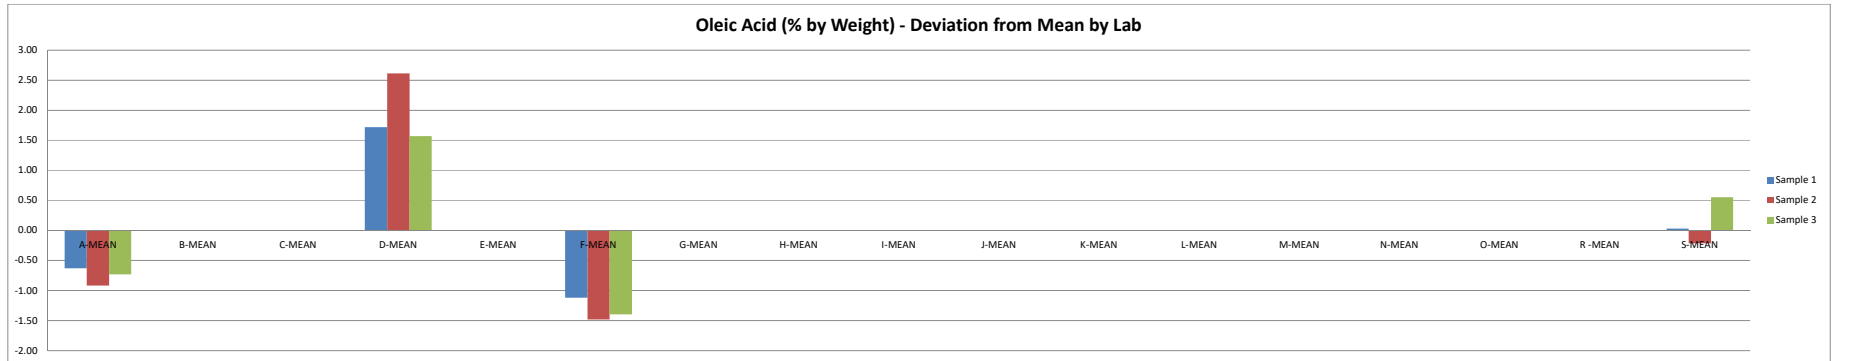 Oleic Acid (% by Weight) - Deviation from Mean by Lab
3.00
2.50
2.00
1.50
1.00
0.50
0.00
-0.50
-1.00
-1.50
-2.00
A-MEAN
B-MEAN
C-MEAN
D-MEAN
E-MEAN
F-MEAN
G-MEAN
H-MEAN
I-MEAN
J-MEAN
K-MEAN
L-MEAN
M-MEAN
N-MEAN
O-MEAN
R -MEAN
S-MEAN
Sample 1
Sample 2
Sample 3